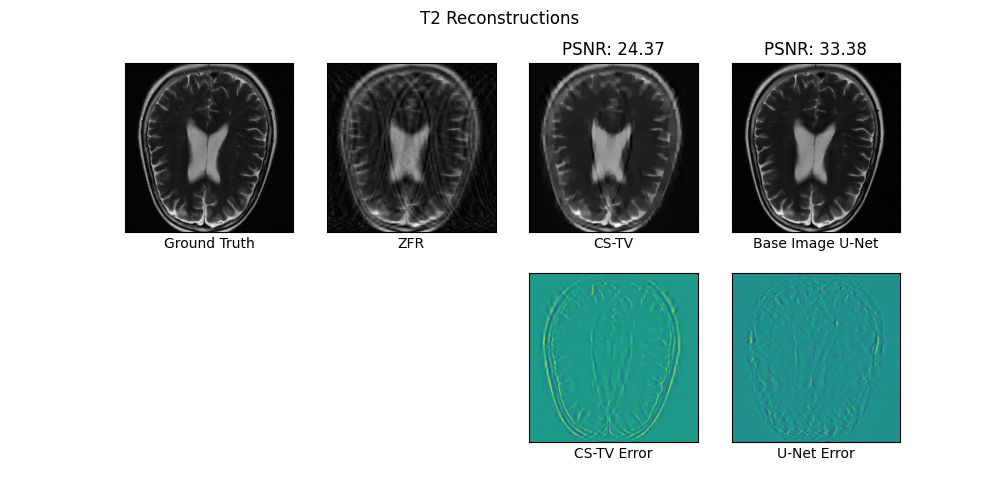 T2 Reconstructions
PSNR: 24.37
PSNR: 33.38
Ground Truth
ZFR
CS-TV
Base Image U-Net
CS-TV Error
U-Net Error